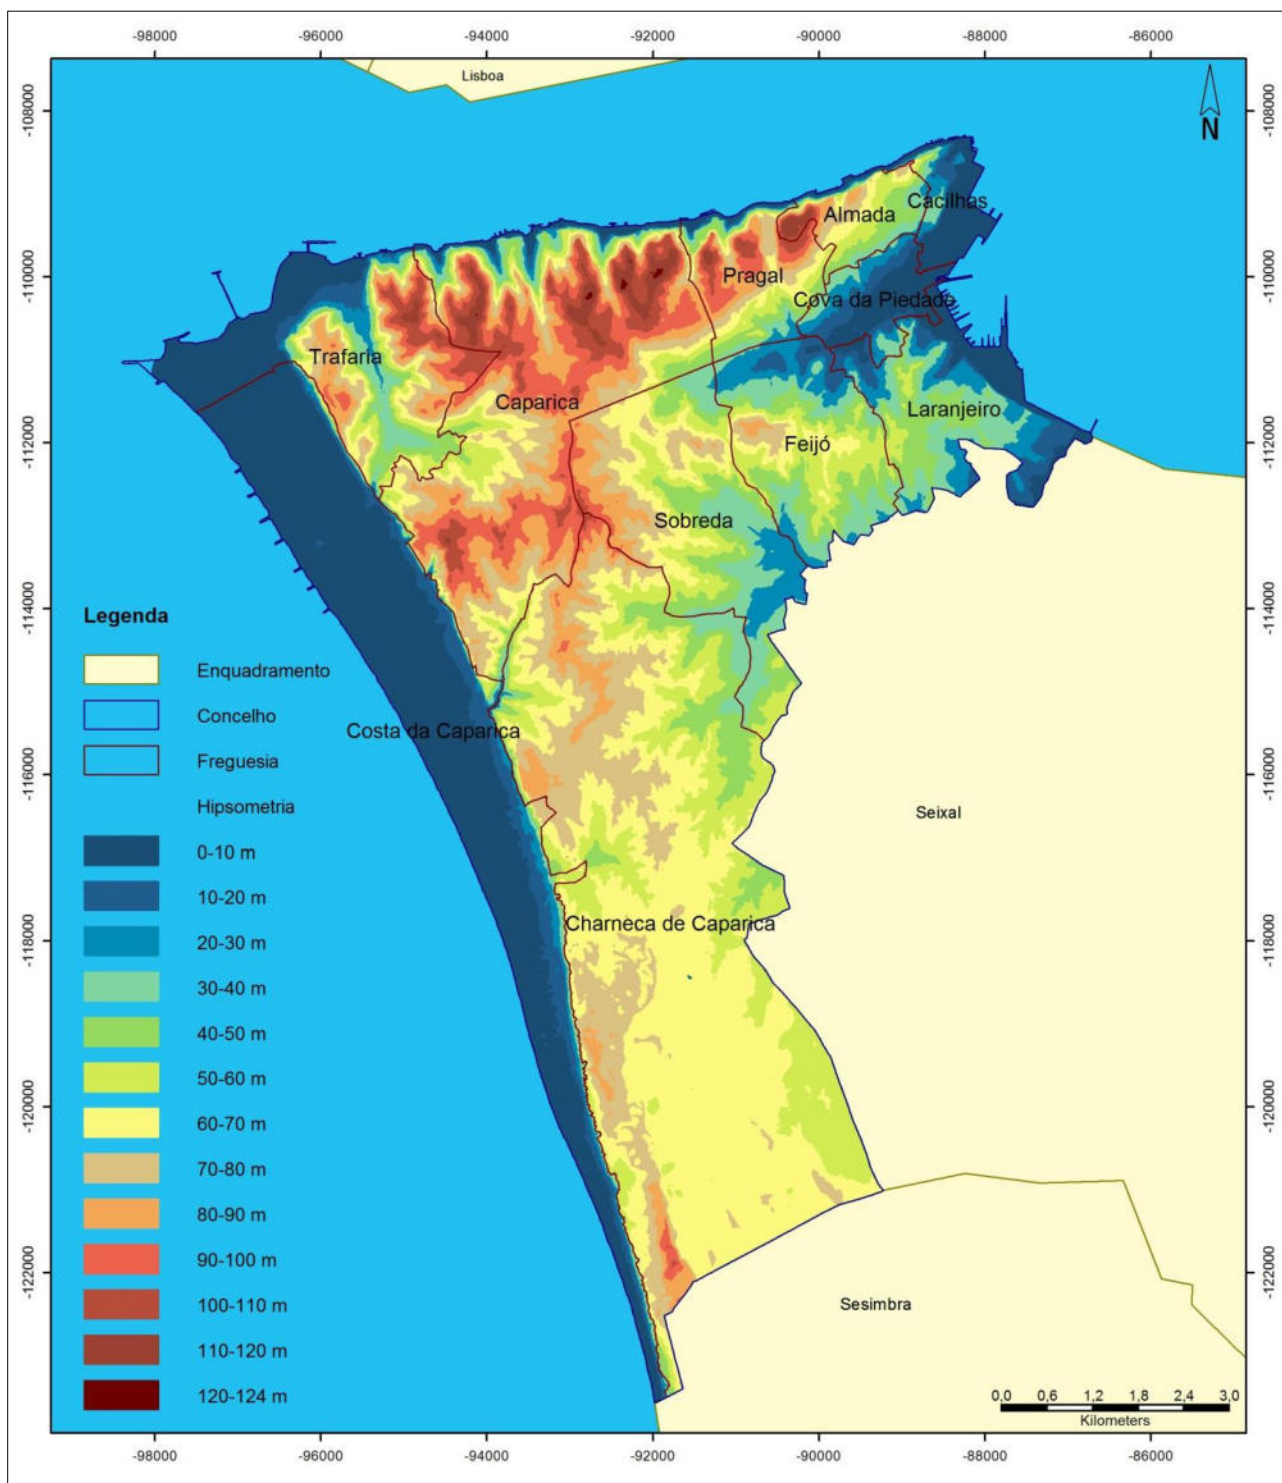 -98000 -96000 -94000 -92000 -90000 -88000 -86000
Lisboa
-108000 -108000
N
Cacilhas
Almada
-110000 -110000
Pragal
Cova da Piedade
Trafaria
Caparica
Laranjeiro
-112000 -112000
Feijó
Sobreda
-114000 -114000
Legenda
Enquadramento
Concelho
Costa da Caparica
Freguesia
-116000 -116000
Hipsometria
Seixal
0-10 m
10-20 m
Charneca de Caparica
20-30 m
-118000 -118000
30-40 m
40-50 m
50-60 m
-120000 -120000
60-70 m
70-80 m
80-90 m
90-100 m
-122000 -122000
100-110 m
Sesimbra
110-120 m
120-124 m
0,0 0,6 1,2 1,8 2,4 3,0
Kilometers
-98000 -96000 -94000 -92000 -90000 -88000 -86000